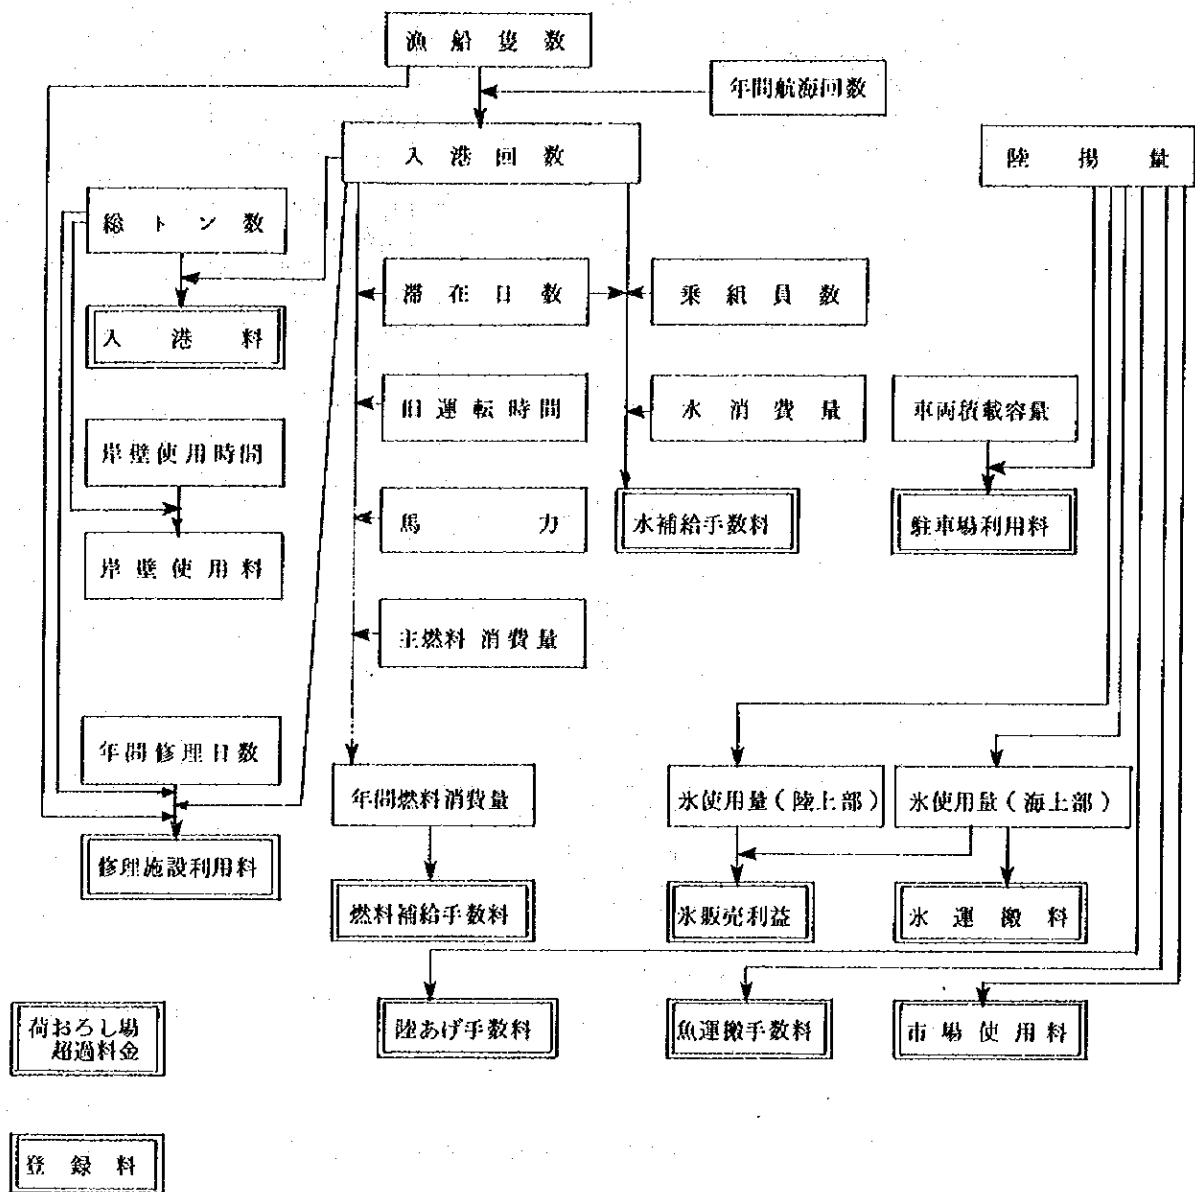 漁船隻数
年間航海回数
入港回数
陸揚量
総トン数
滞在日数
乗組員数
入港料
旧運転時間
水消費量
車両積載容量
岸壁使用時間
馬力
水補給手数料
駐車場利用料
岸壁使用料
主燃料消費量
年間修理日数
年間燃料消費量
氷使用量（陸上部）
氷使用量（海上部）
修理施設利用料
燃料補給手数料
氷販売利益
氷運搬料
荷おろし場
超過料金
陸あげ手数料
魚運搬手数料
市場使用料
登録料